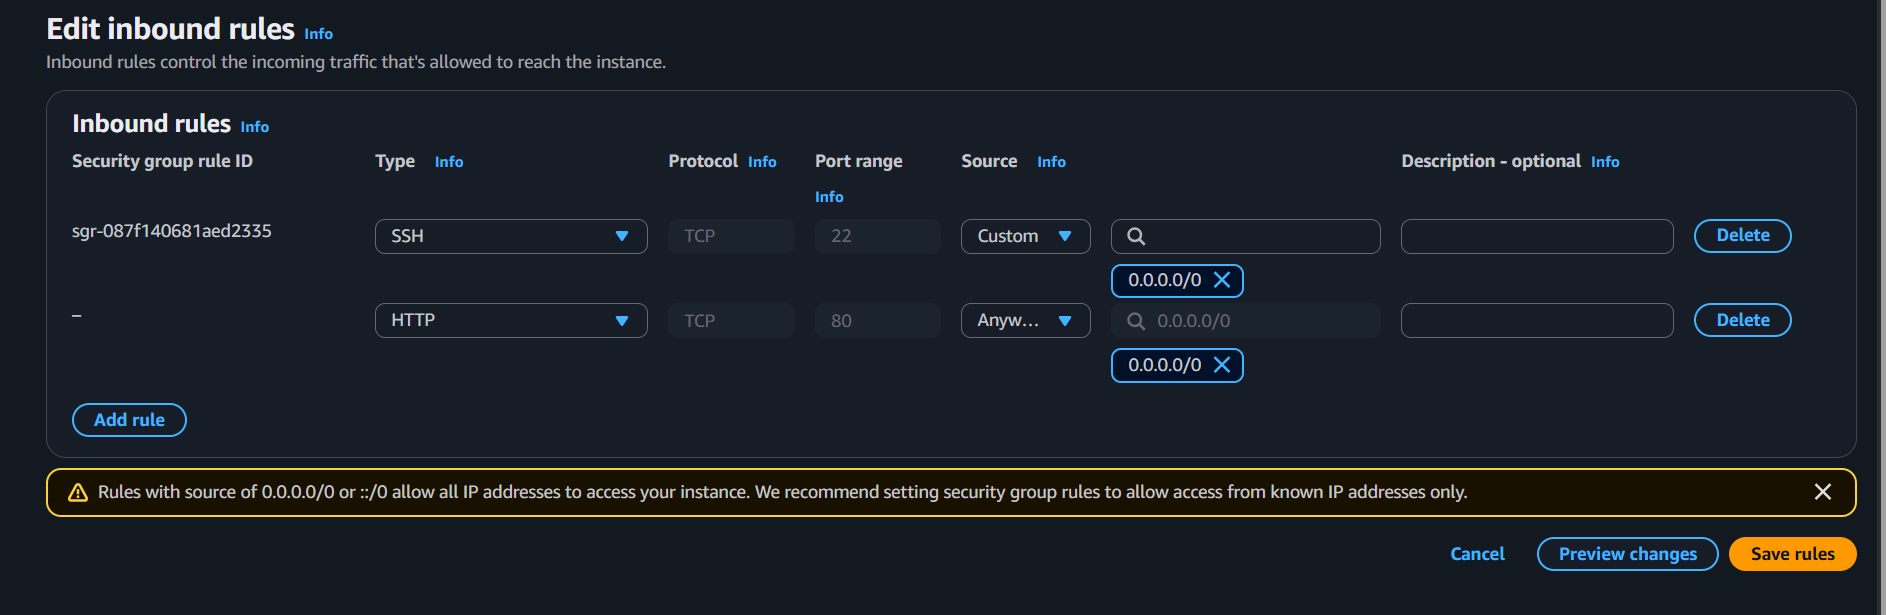 Edit inbound rules Info
Inbound rules control the incoming traffic that's allowed to reach the instance.
Inbound rules Info
Security group rule ID Type Info Protocol Info Port range Info Source Info Description - optional Info
sgr-087f140681aed2335 SSH TCP 22 Custom Delete
0.0.0.0/0
– HTTP TCP 80 Anyw... 0.0.0.0/0 Delete
0.0.0.0/0
Add rule
Rules with source of 0.0.0.0/0 or ::/0 allow all IP addresses to access your instance. We recommend setting security group rules to allow access from known IP addresses only.
Cancel Preview changes Save rules